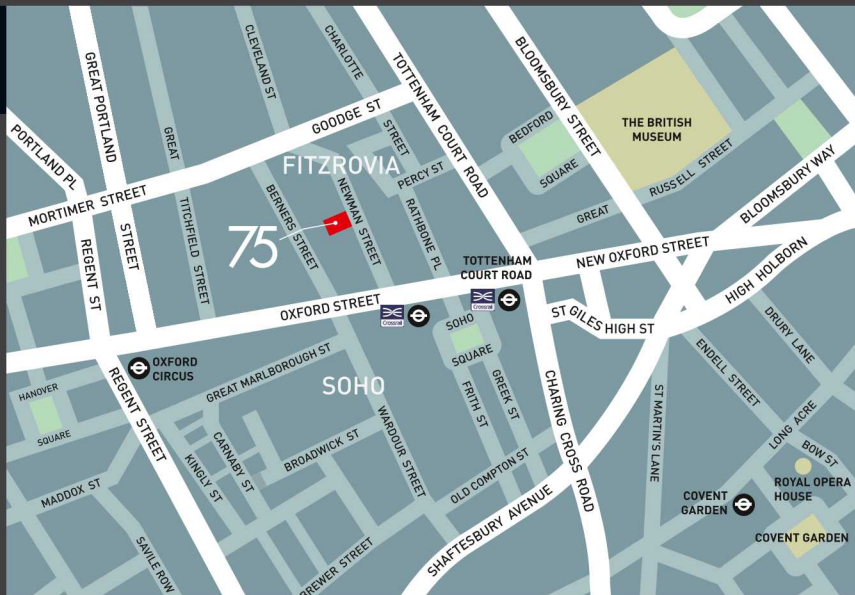 CLEVELAND ST
CHARLOTTE
STREET
TOTTENHAM COURT ROAD
BLOOMSBURY STREET
GREAT PORTLAND
STREET
GREAT
TITCHFIELD STREET
PORTLAND PL
GOODGE ST
MORTIMER STREET
REGENT ST
FITZROVIA
PERCY ST
BEDFORD
SQUARE
THE BRITISH
MUSEUM
GREAT
RUSSELL STREET
BLOOMSBURY WAY
BERNERS STREET
NEWMAN STREET
RATHBONE PL
75
TOTTENHAM
COURT ROAD
NEW OXFORD STREET
HIGH HOLBORN
OXFORD STREET
Crossrail
Crossrail
SOHO
SQUARE
ST GILES HIGH ST
DRURY LANE
ENDELL STREET
OXFORD
CIRCUS
GREAT MARLBOROUGH ST
HANOVER
SQUARE
REGENT STREET
SOHO
WARDOUR STREET
FRITH ST
GREEK ST
CHARING CROSS ROAD
ST MARTIN'S LANE
LONG ACRE
BOW ST
CARNABY ST
KINGLY ST
BROADWICK ST
MADDOX ST
OLD COMPTON ST
SHAFTESBURY AVENUE
COVENT
GARDEN
ROYAL OPERA
HOUSE
COVENT GARDEN
SAVILE ROW
BREWER STREET